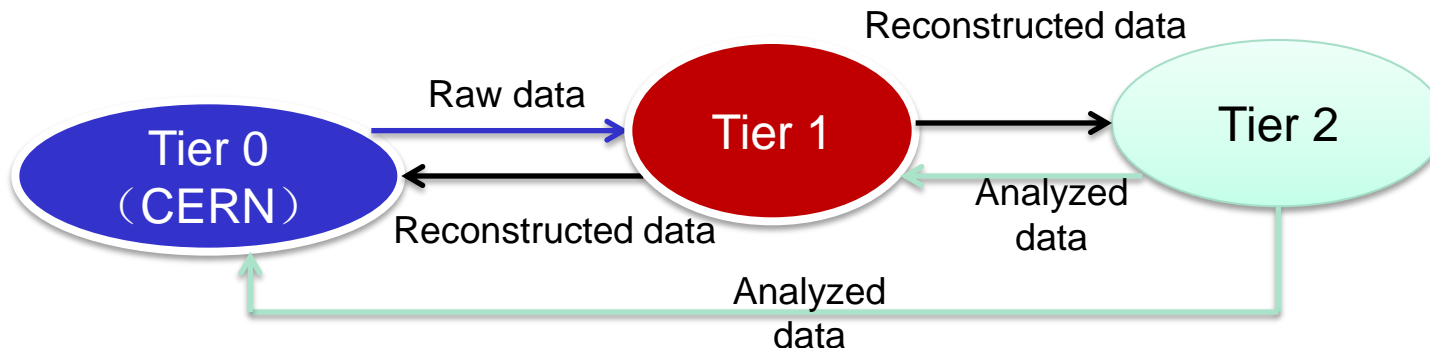 Reconstructed data
Raw data
Tier 0
（CERN）
Tier 1
Tier 2
Reconstructed data
Analyzed
data
Analyzed
data